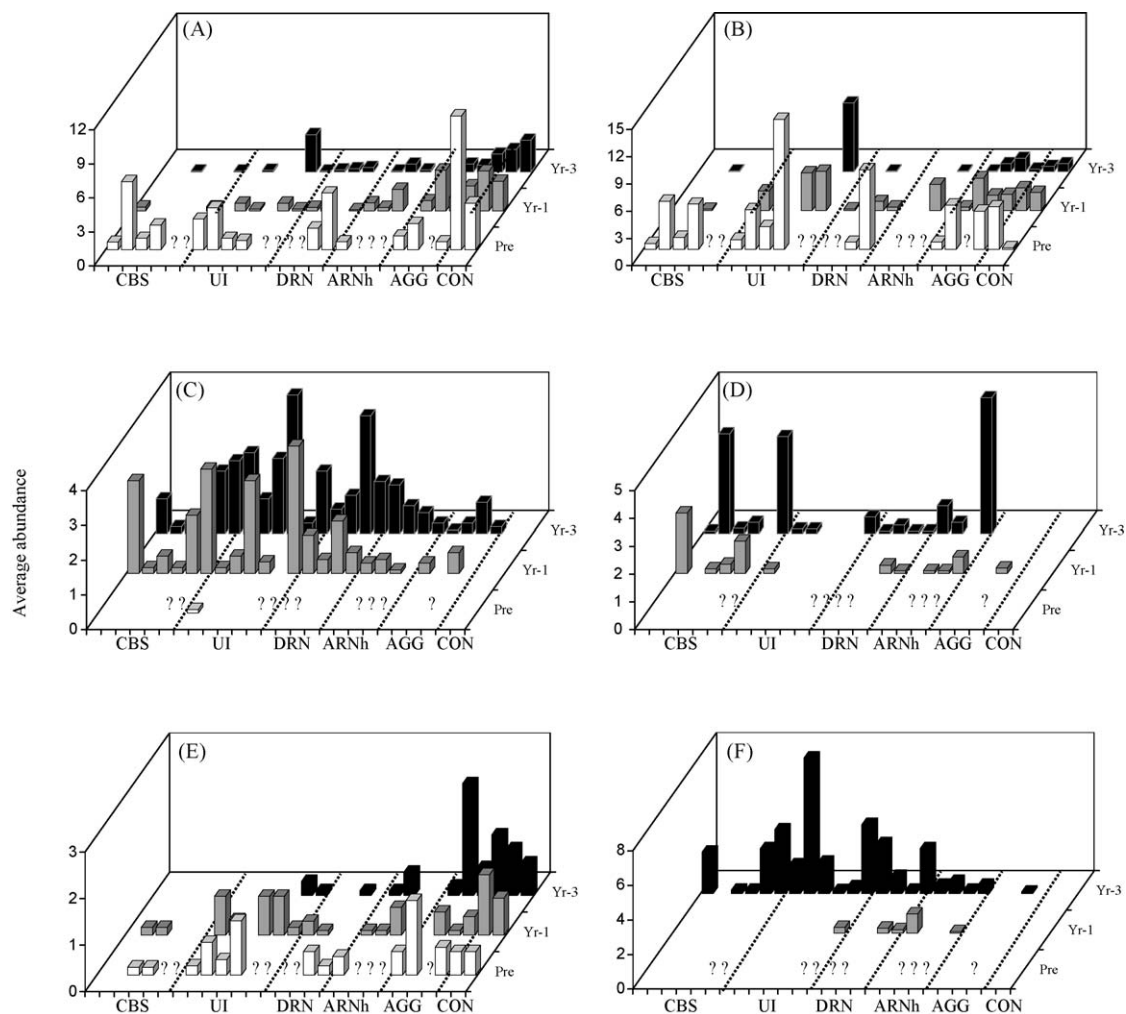 (A)
12
9
6
3
0
? ? ? ? ? ? ? ? ?
Yr-3
Yr-1
Pre
CBS UI DRN ARNh AGG CON
(B)
15
12
9
6
3
0
? ? ? ? ? ? ? ? ? ?
Yr-3
Yr-1
Pre
CBS UI DRN ARNh AGG CON
Average abundance
(C)
4
3
2
1
0
? ? ? ? ? ? ? ? ? ?
Yr-3
Yr-1
Pre
CBS UI DRN ARNh AGG CON
(D)
5
4
3
2
1
0
? ? ? ? ? ? ? ? ? ?
Yr-3
Yr-1
Pre
CBS UI DRN ARNh AGG CON
(E)
3
2
1
0
? ? ? ? ? ? ? ? ? ?
Yr-3
Yr-1
Pre
CBS UI DRN ARNh AGG CON
(F)
8
6
4
2
0
? ? ? ? ? ? ? ? ? ?
Yr-3
Yr-1
Pre
CBS UI DRN ARNh AGG CON